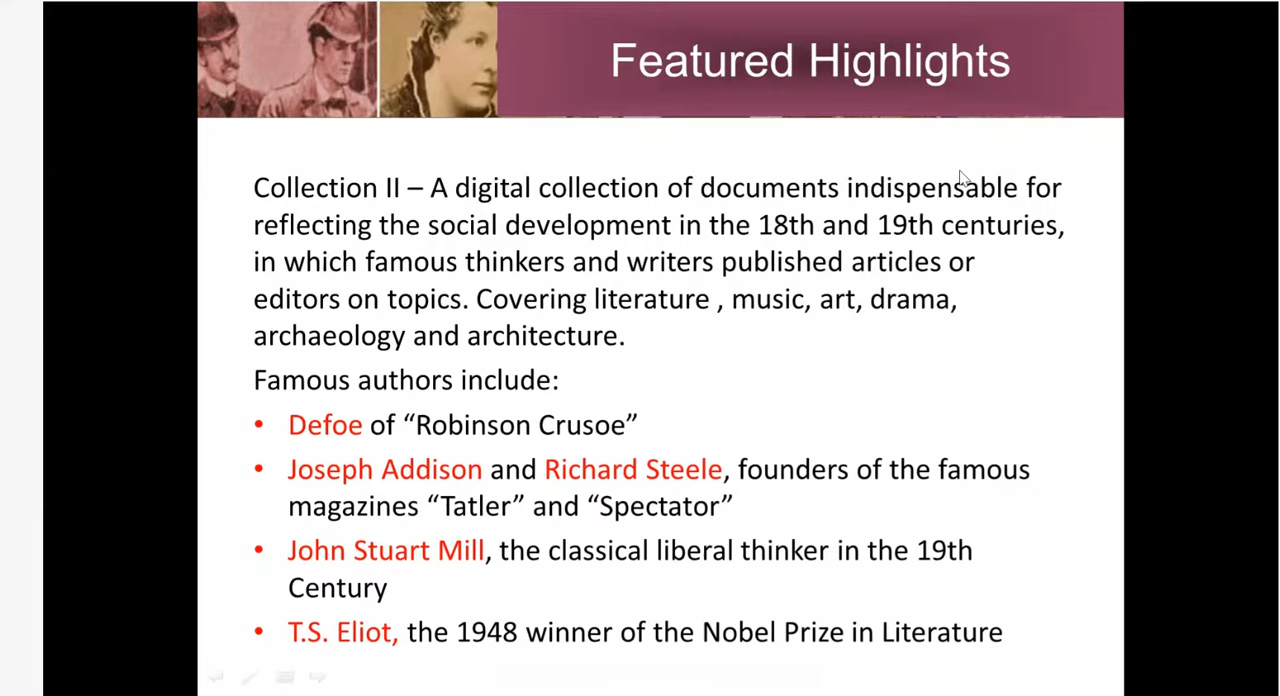 Featured Highlights
Collection II – A digital collection of documents indispensable for
reflecting the social development in the 18th and 19th centuries,
in which famous thinkers and writers published articles or
editors on topics. Covering literature , music, art, drama,
archaeology and architecture.
Famous authors include:
• Defoe of “Robinson Crusoe”
• Joseph Addison and Richard Steele, founders of the famous
magazines “Tatler” and “Spectator”
• John Stuart Mill, the classical liberal thinker in the 19th
Century
• T.S. Eliot, the 1948 winner of the Nobel Prize in Literature